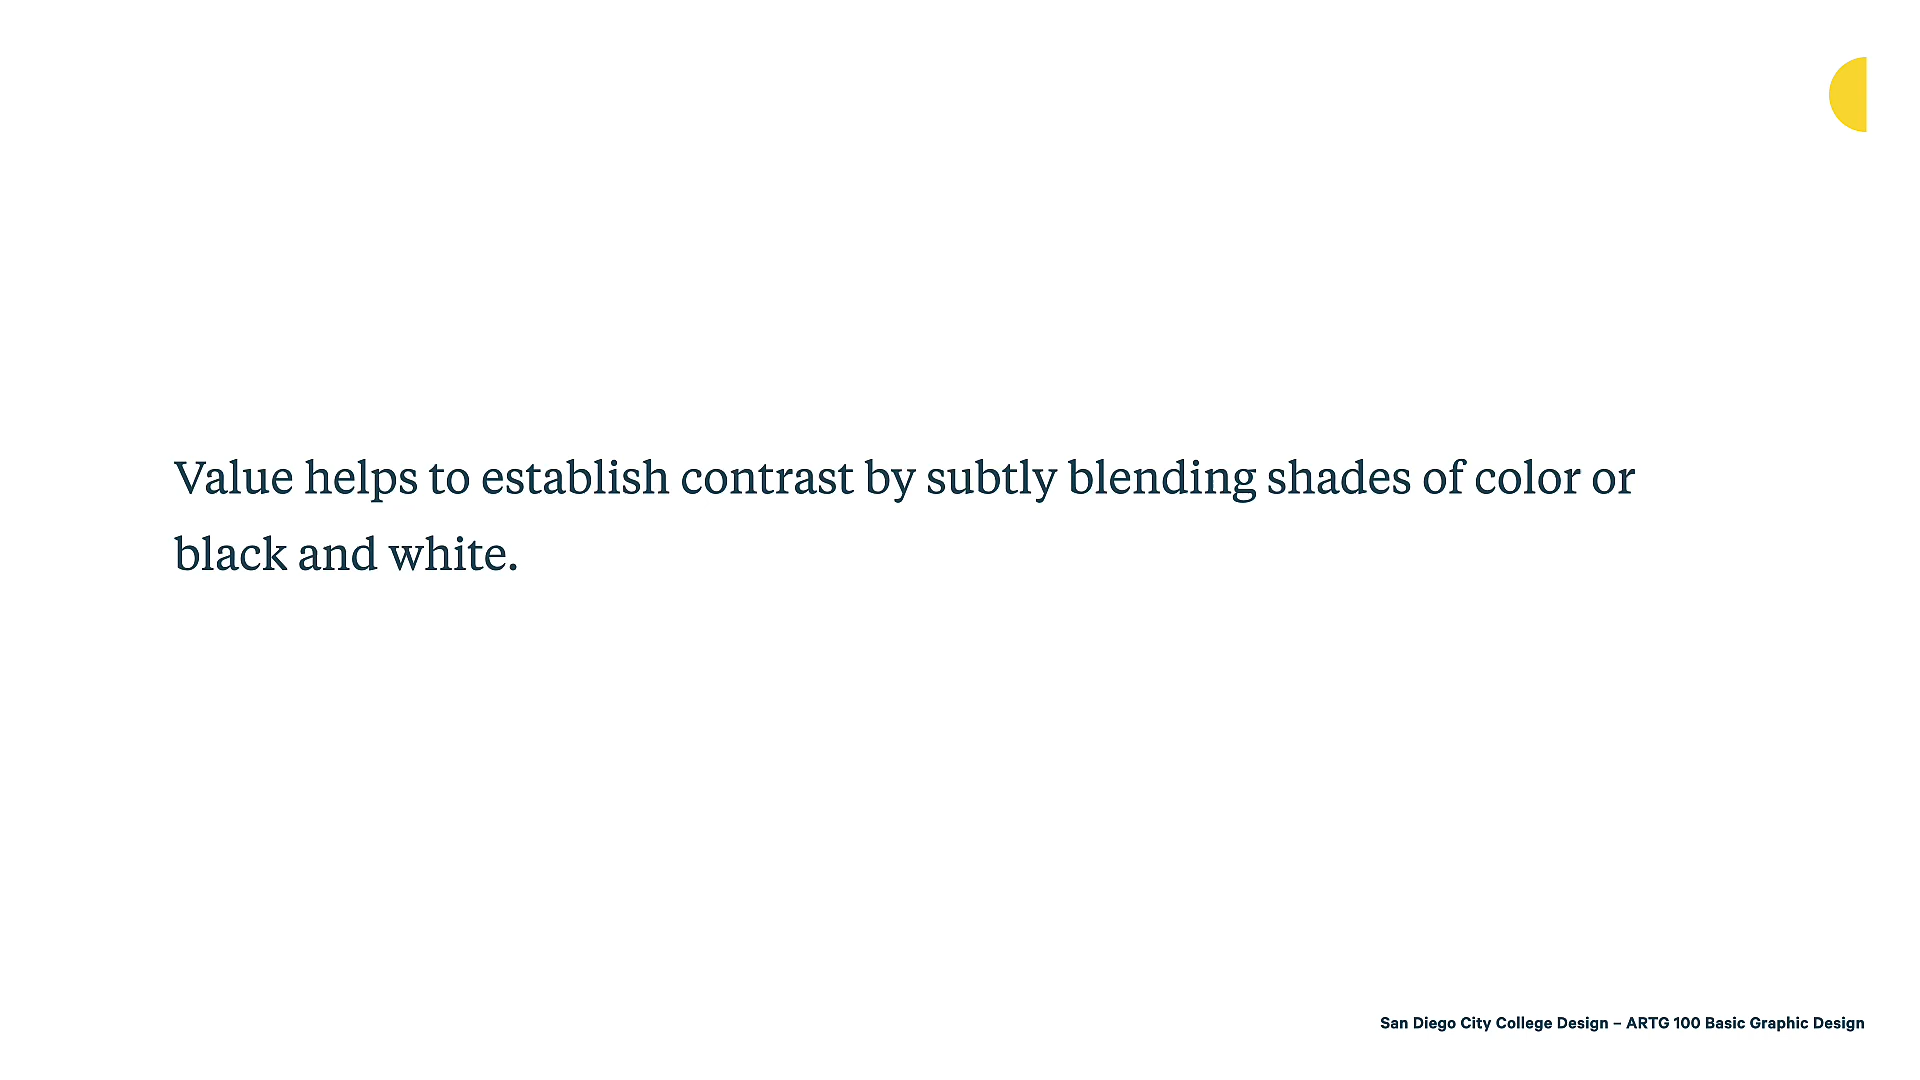 Value helps to establish contrast by subtly blending shades of color or
black and white.
San Diego City College Design – ARTG 100 Basic Graphic Design